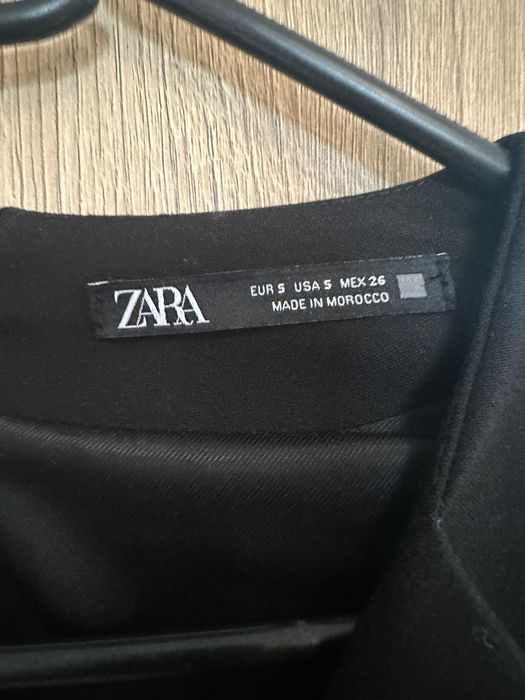 ZARA
EUR S USA S MEX 26
MADE IN MOROCCO